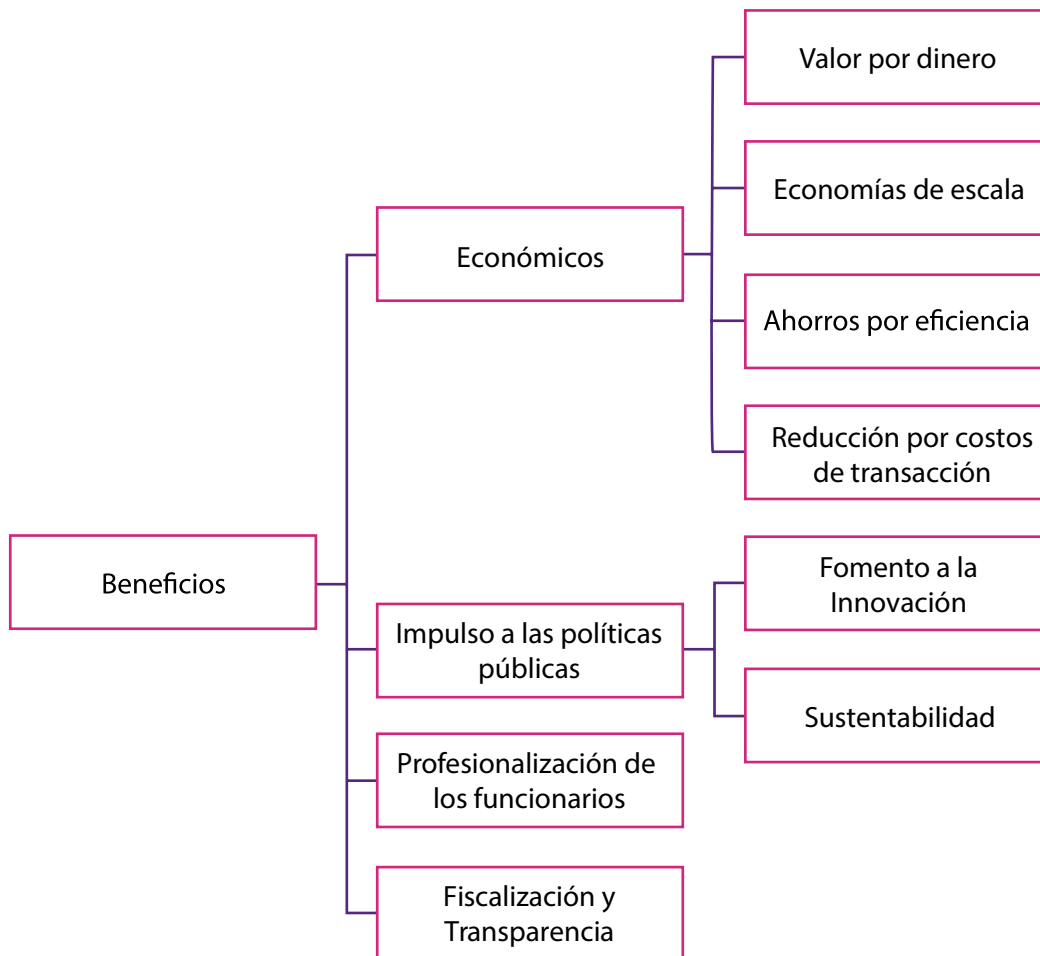 Beneficios
Económicos
Valor por dinero
Economías de escala
Ahorros por eficiencia
Reducción por costos
de transacción
Impulso a las políticas
públicas
Fomento a la
Innovación
Sustentabilidad
Profesionalización de
los funcionarios
Fiscalización y
Transparencia